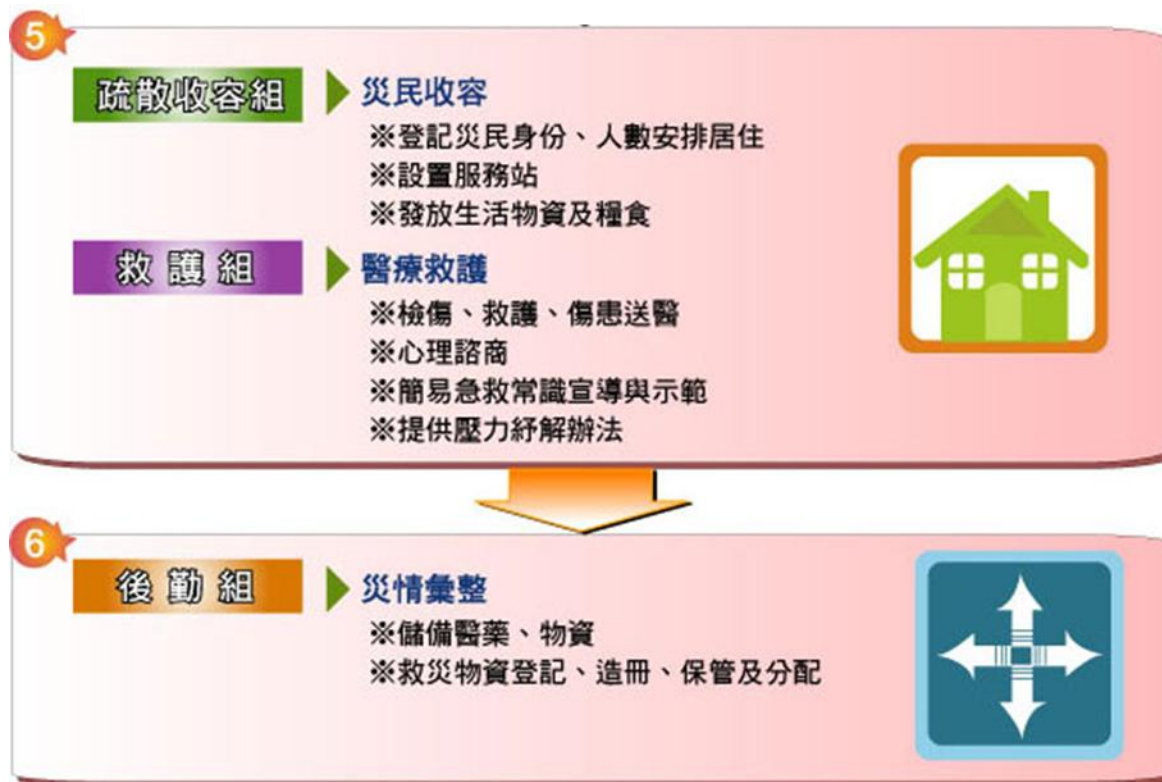 5
疏散收容組 災民收容
※登記災民身份、人數安排居住
※設置服務站
※發放生活物資及糧食
救護組 醫療救護
※檢傷、救護、傷患送醫
※心理諮商
※簡易急救常識宣導與示範
※提供壓力紓解辦法
6
後勤組 災情彙整
※儲備醫藥、物資
※救災物資登記、造冊、保管及分配